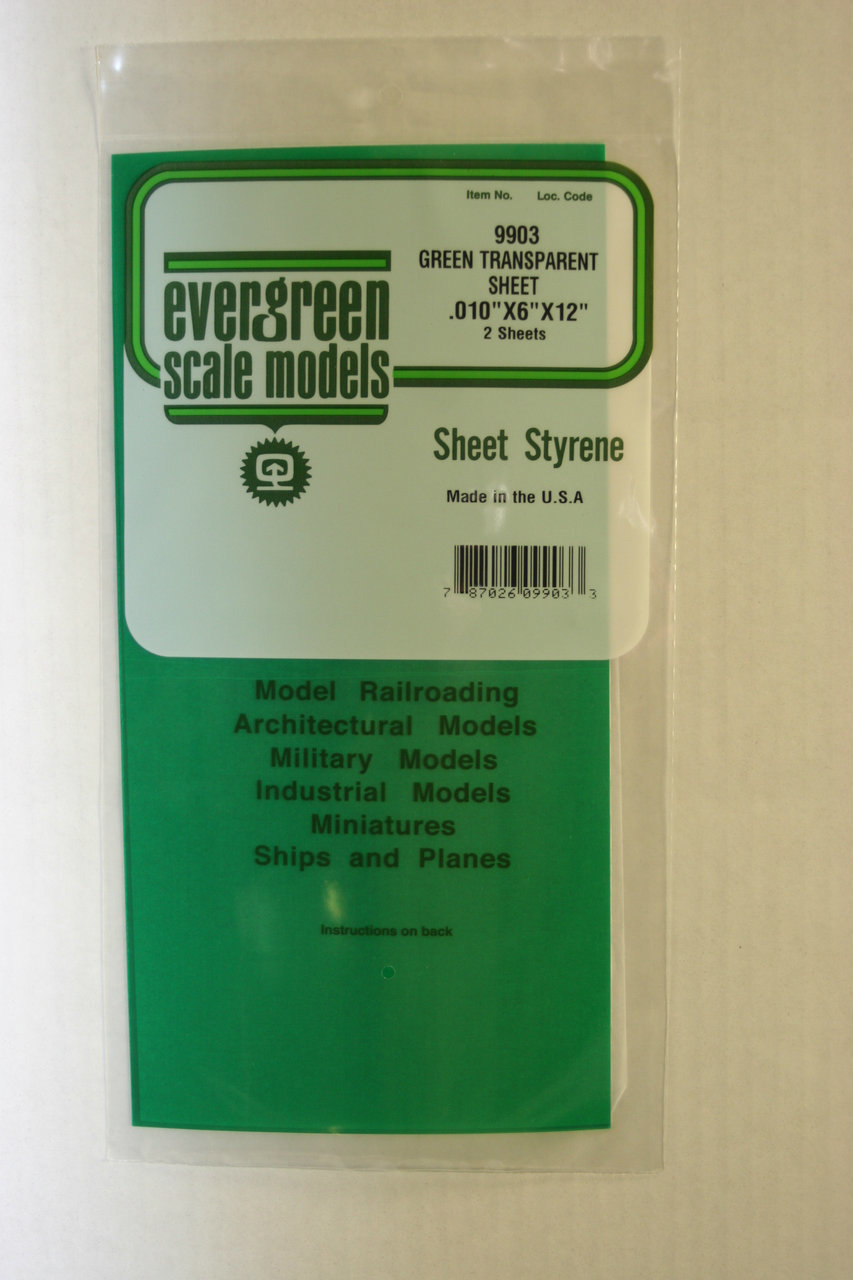 Item No. Loc. Code
9903
GREEN TRANSPARENT
SHEET
.010"X6"X12"
2 Sheets
evergreen
scale models
Sheet Styrene
Made in the U.S.A
7 87026 09903 3
Model Railroading
Architectural Models
Military Models
Industrial Models
Miniatures
Ships and Planes
Instructions on back